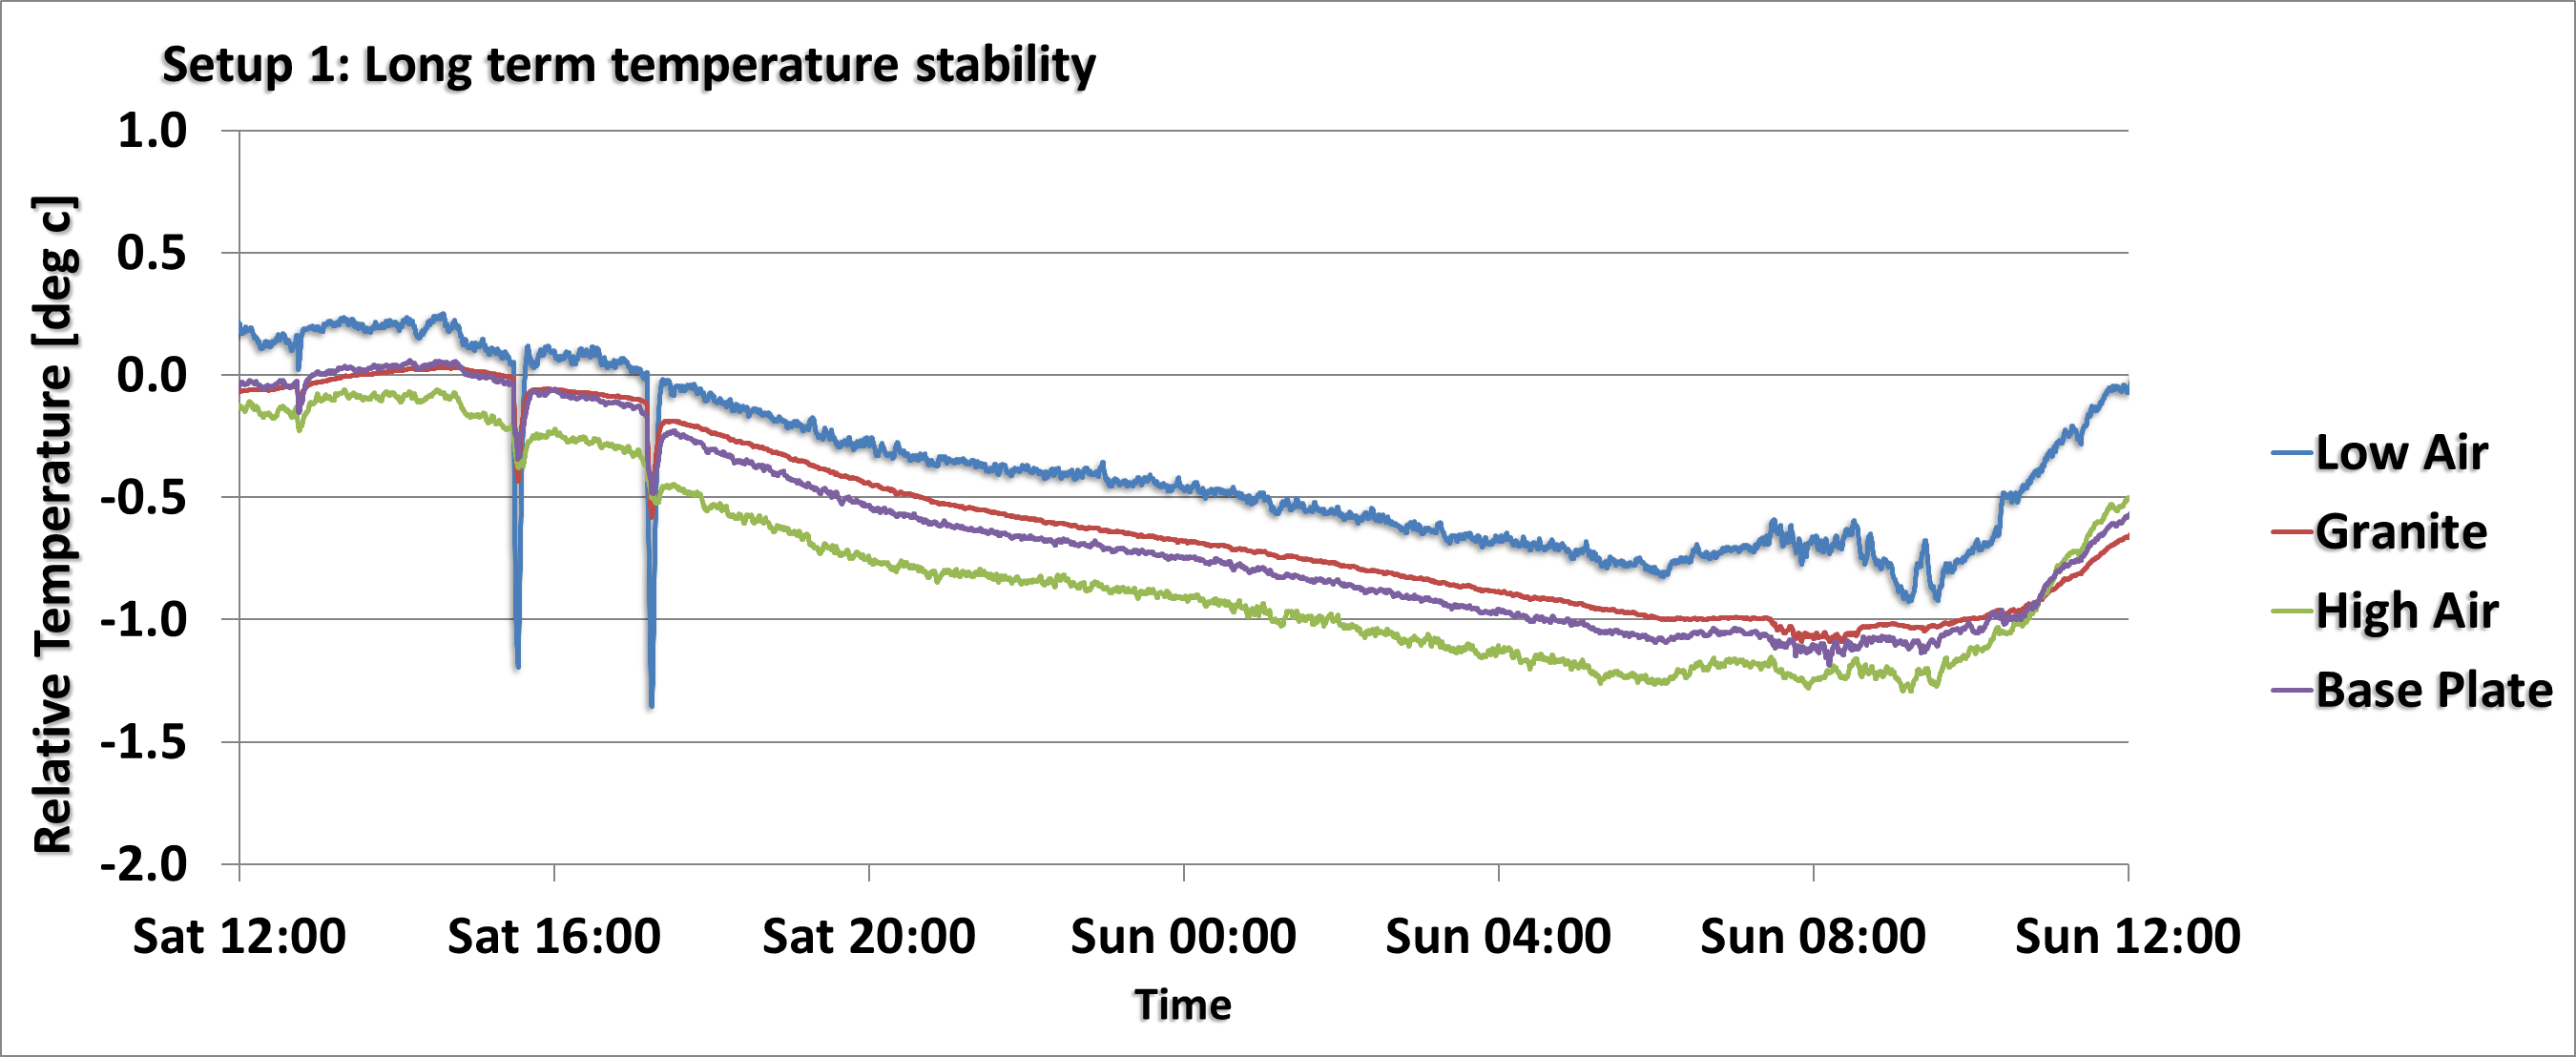 Setup 1: Long term temperature stability
Relative Temperature [deg c]
1.0
0.5
0.0
-0.5
-1.0
-1.5
-2.0
Sat 12:00 Sat 16:00 Sat 20:00 Sun 00:00 Sun 04:00 Sun 08:00 Sun 12:00
Time
Low Air
Granite
High Air
Base Plate